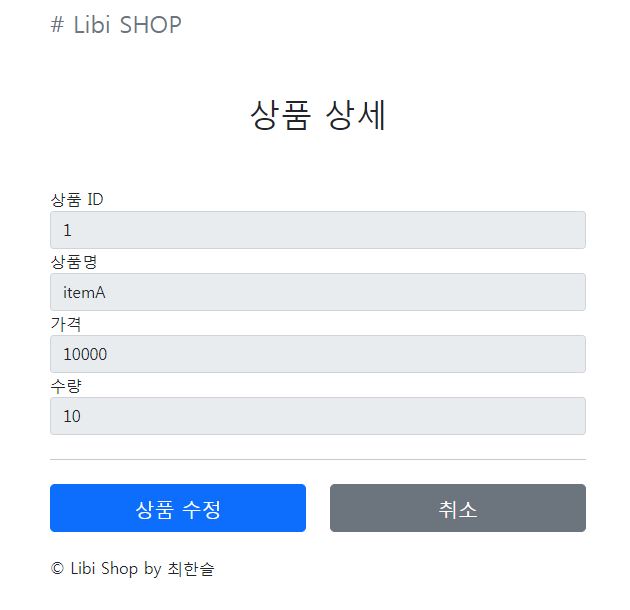 # Libi SHOP
상품 상세
상품 ID
1
상품명
itemA
가격
10000
수량
10
상품 수정
취소
© Libi Shop by 최한슬